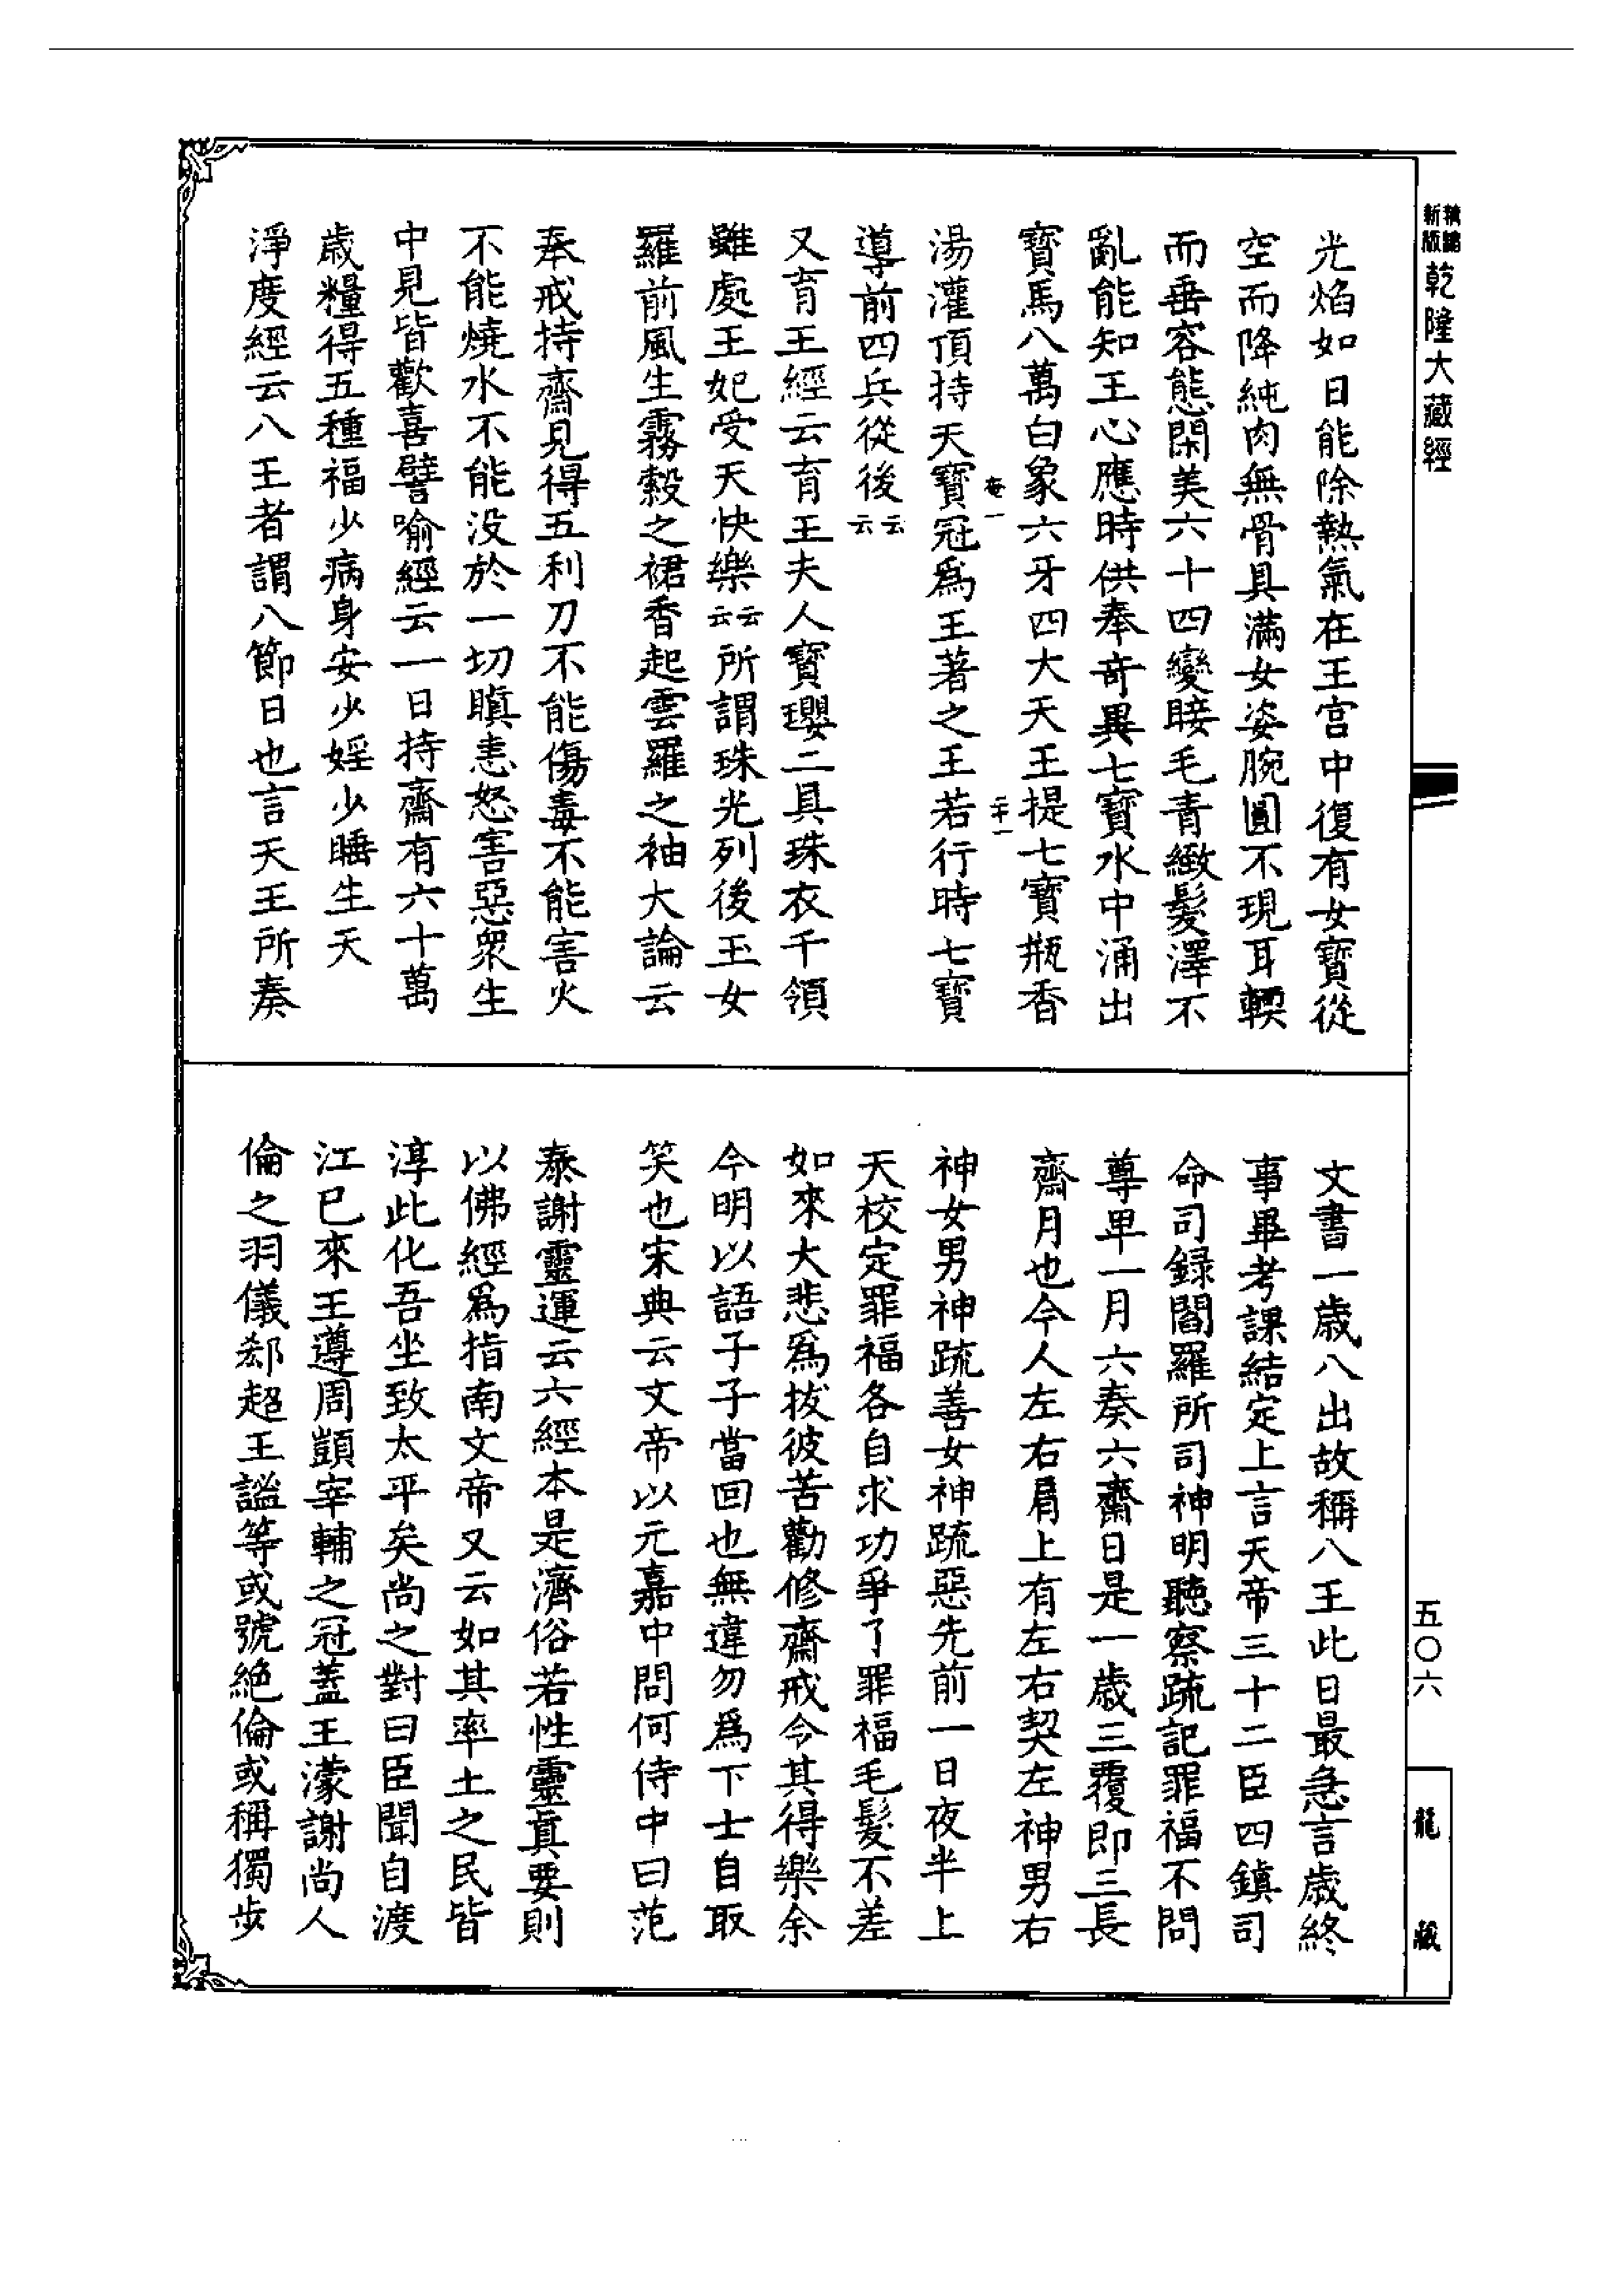 新編縮版乾隆大藏經
光焰如日能除熱氣在王宮中復有女寶從
空而降純肉無骨具滿女姿腕圓不現耳輭
而垂容態閑美六十四變睫毛青緻髮澤不
亂能知王心應時供奉奇異七寶水中涌出
寶馬八萬白象六牙四大天王提七寶瓶香
二十一
湯灌頂持天寶冠爲王著之王若行時七寶
導前四兵從後云云
又育王經云育王夫人寶瓔二具珠衣千領
雖處王妃受天快樂云云所謂珠光列後玉女
羅前風生霧縠之裙香起雲羅之袖大論云
奉戒持齋見得五利刀不能傷毒不能害火
不能燒水不能没於一切瞋恚怒害惡衆生
中見皆歡喜譬喻經云一日持齋有六十萬
歲糧得五種福少病身安少婬少睡生天
淨度經云八王者謂八節日也言天王所奏
文書一歲八出故稱八王此日最急言歲終
事畢考課結定上言天帝三十二臣四鎮司
命司録閻羅所司神明聽察疏記罪福不問
尊卑一月六奏六齋日是一歲三覆即三長
齋月也今人左右肩上有左右契左神男右
神女男神疏善女神疏惡先前一日夜半上
天校定罪福各自求功爭了罪福毛髮不差
如來大悲爲拔彼苦勸修齋戒令其得樂余
今明以語子子當回也無違勿爲下士自取
笑也宋典云文帝以元嘉中問何侍中曰范
泰謝靈運云六經本是濟俗若性靈真要則
以佛經爲指南文帝又云如其率土之民皆
淳此化吾坐致太平矣尚之對曰臣聞自渡
江已來王遵周顗宰輔之冠蓋王濛謝尚人
倫之羽儀郄超王謐等或號絶倫或稱獨步
五〇六
龍藏